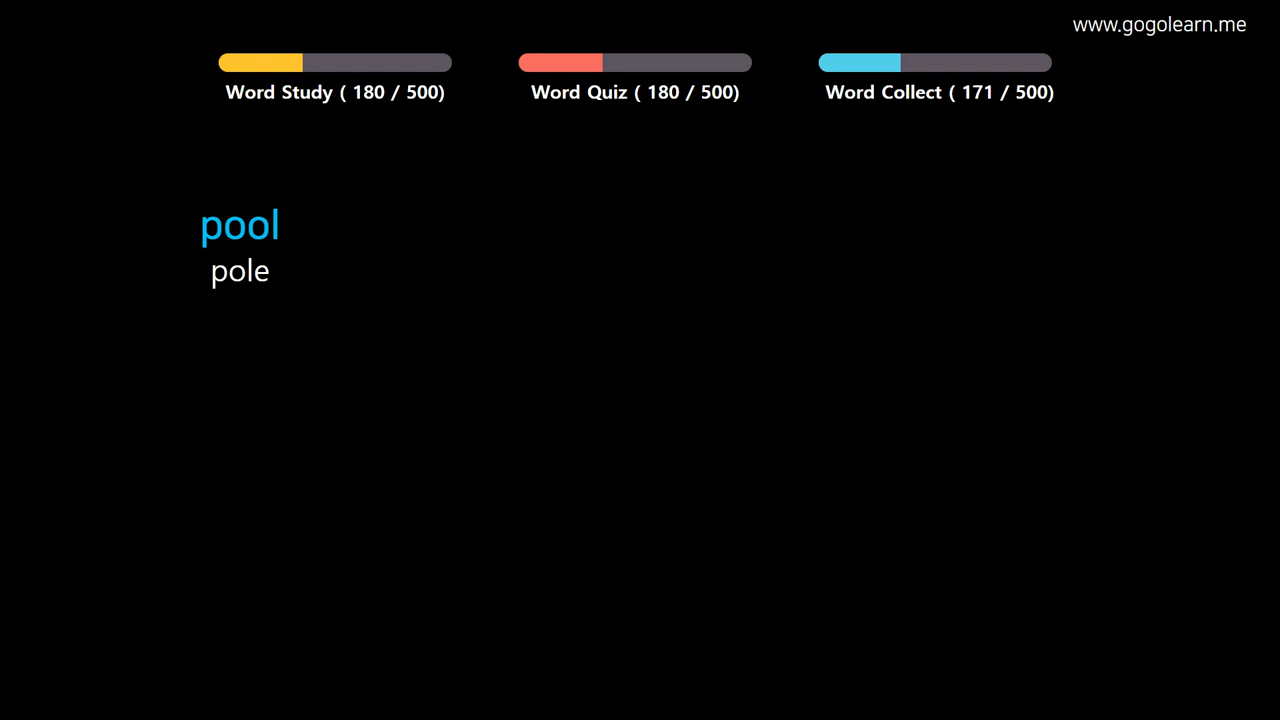 www.gogolearn.me
Word Study ( 180 / 500)
Word Quiz ( 180 / 500)
Word Collect ( 171 / 500)
pool
pole